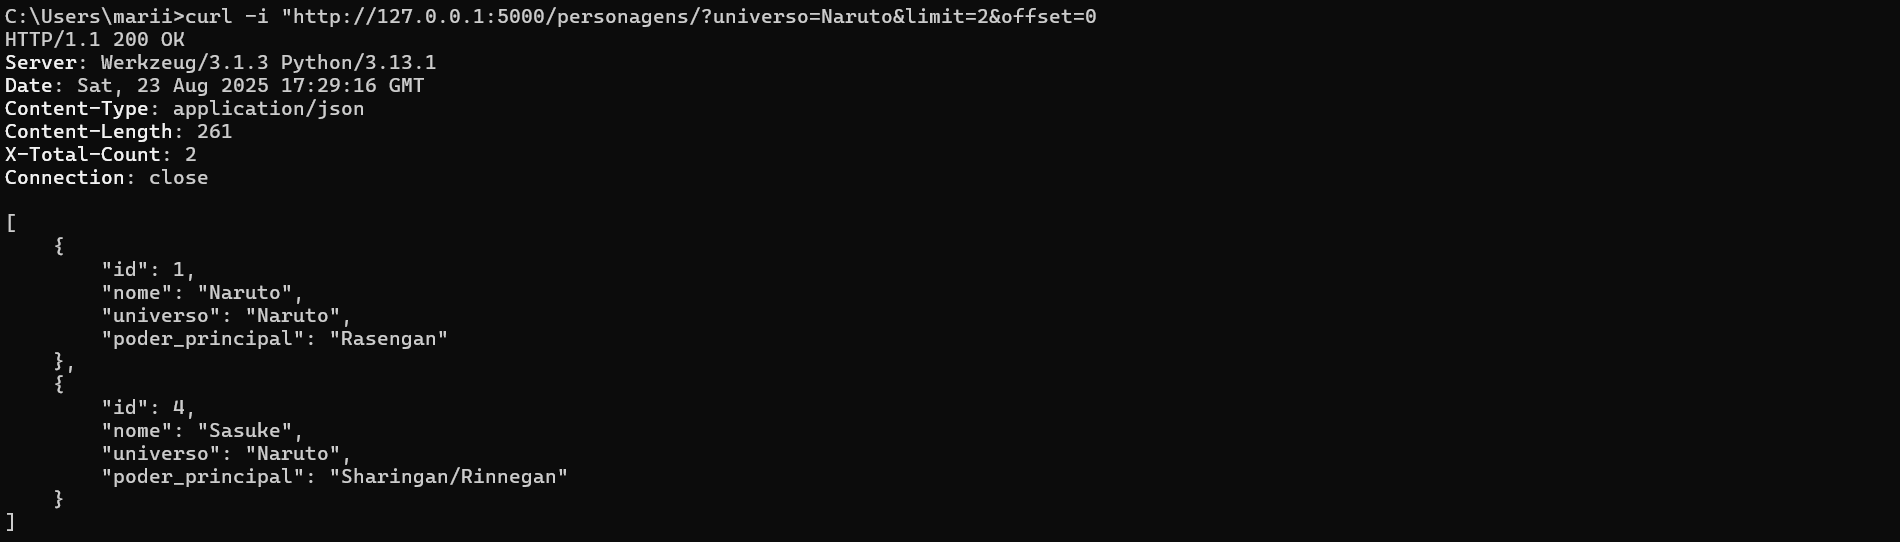 C:\Users\marii>curl -i "http://127.0.0.1:5000/personagens/?universo=Naruto&limit=2&offset=0
HTTP/1.1 200 OK
Server: Werkzeug/3.1.3 Python/3.13.1
Date: Sat, 23 Aug 2025 17:29:16 GMT
Content-Type: application/json
Content-Length: 261
X-Total-Count: 2
Connection: close

[
    {
        "id": 1,
        "nome": "Naruto",
        "universo": "Naruto",
        "poder_principal": "Rasengan"
    },
    {
        "id": 4,
        "nome": "Sasuke",
        "universo": "Naruto",
        "poder_principal": "Sharingan/Rinnegan"
    }
]